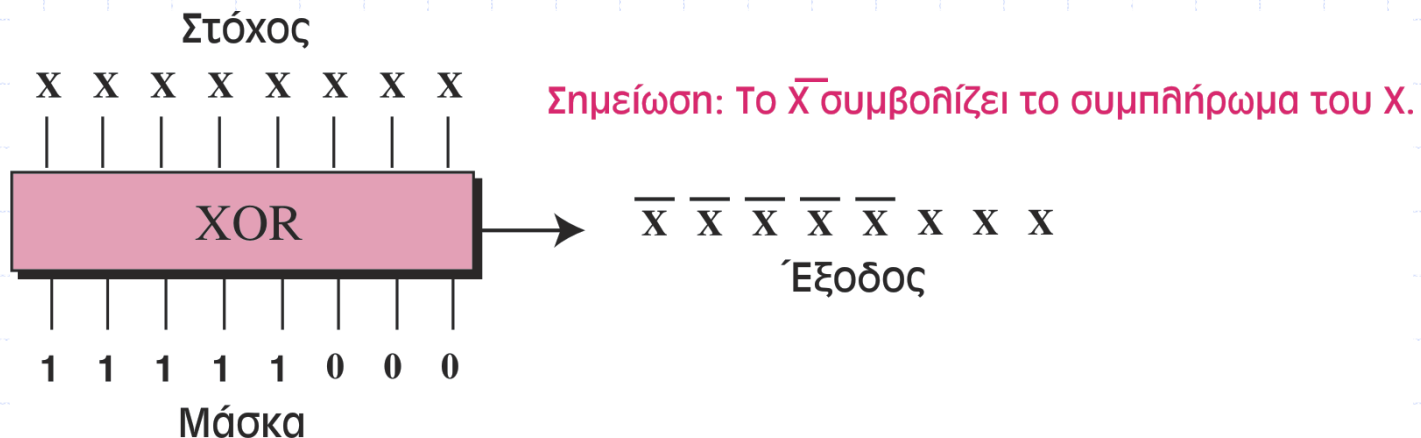 Στόχος
X X X X X X X X
Σημείωση: Το X̅ συμβολίζει το συμπλήρωμα του X.
XOR
X̅ X̅ X̅ X̅ X̅ X X X
Έξοδος
1 1 1 1 1 0 0 0
Μάσκα